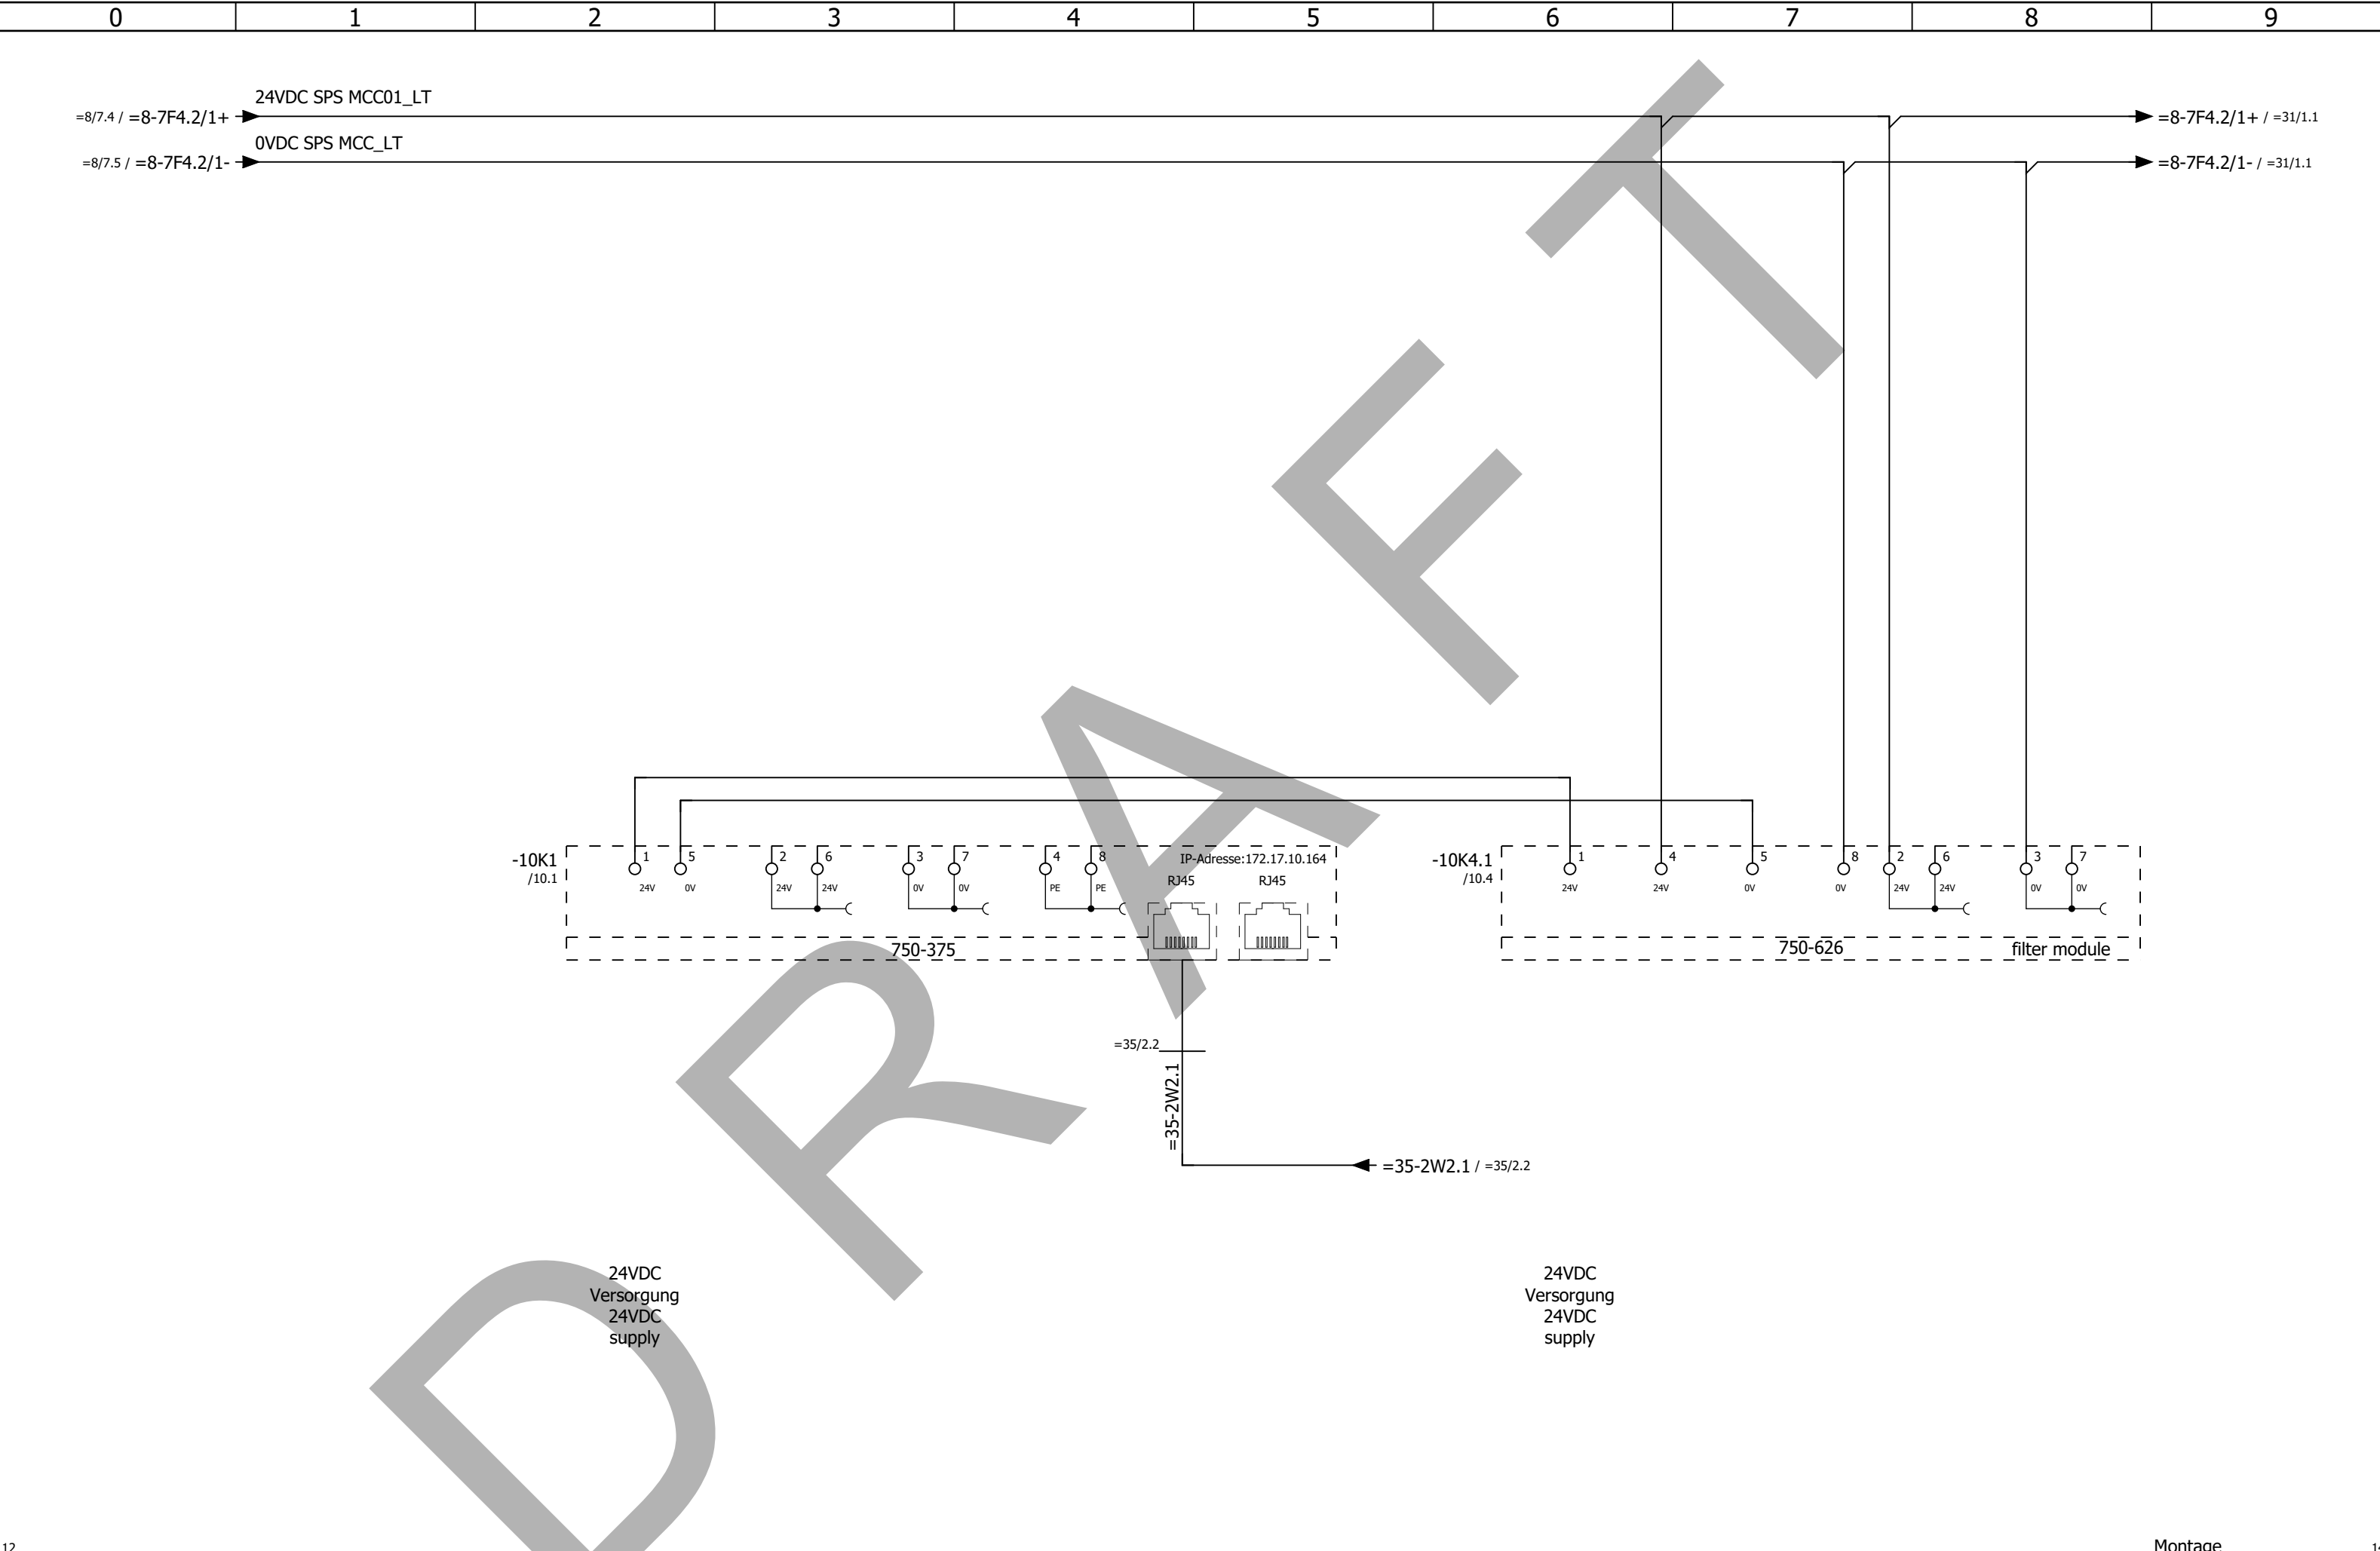 0 1 2 3 4 5 6 7 8 9
24VDC SPS MCC01_LT
=8/7.4 / =8-7F4.2/1+
=8-7F4.2/1+ / =31/1.1
0VDC SPS MCC_LT
=8/7.5 / =8-7F4.2/1-
=8-7F4.2/1- / =31/1.1
DRAFT
-10K1
/10.1
1 5 2 6 3 7 4 8
IP-Adresse:172.17.10.164
24V 0V 24V 24V 0V 0V PE PE
RJ45 RJ45
750-375
-10K4.1
/10.4
1 4 5 8 2 6 3 7
24V 24V 0V 0V 24V 24V 0V 0V
750-626 filter module
=35/2.2
=35-2W2.1
=35-2W2.1 / =35/2.2
24VDC
Versorgung
24VDC
supply
24VDC
Versorgung
24VDC
supply
12
Montage